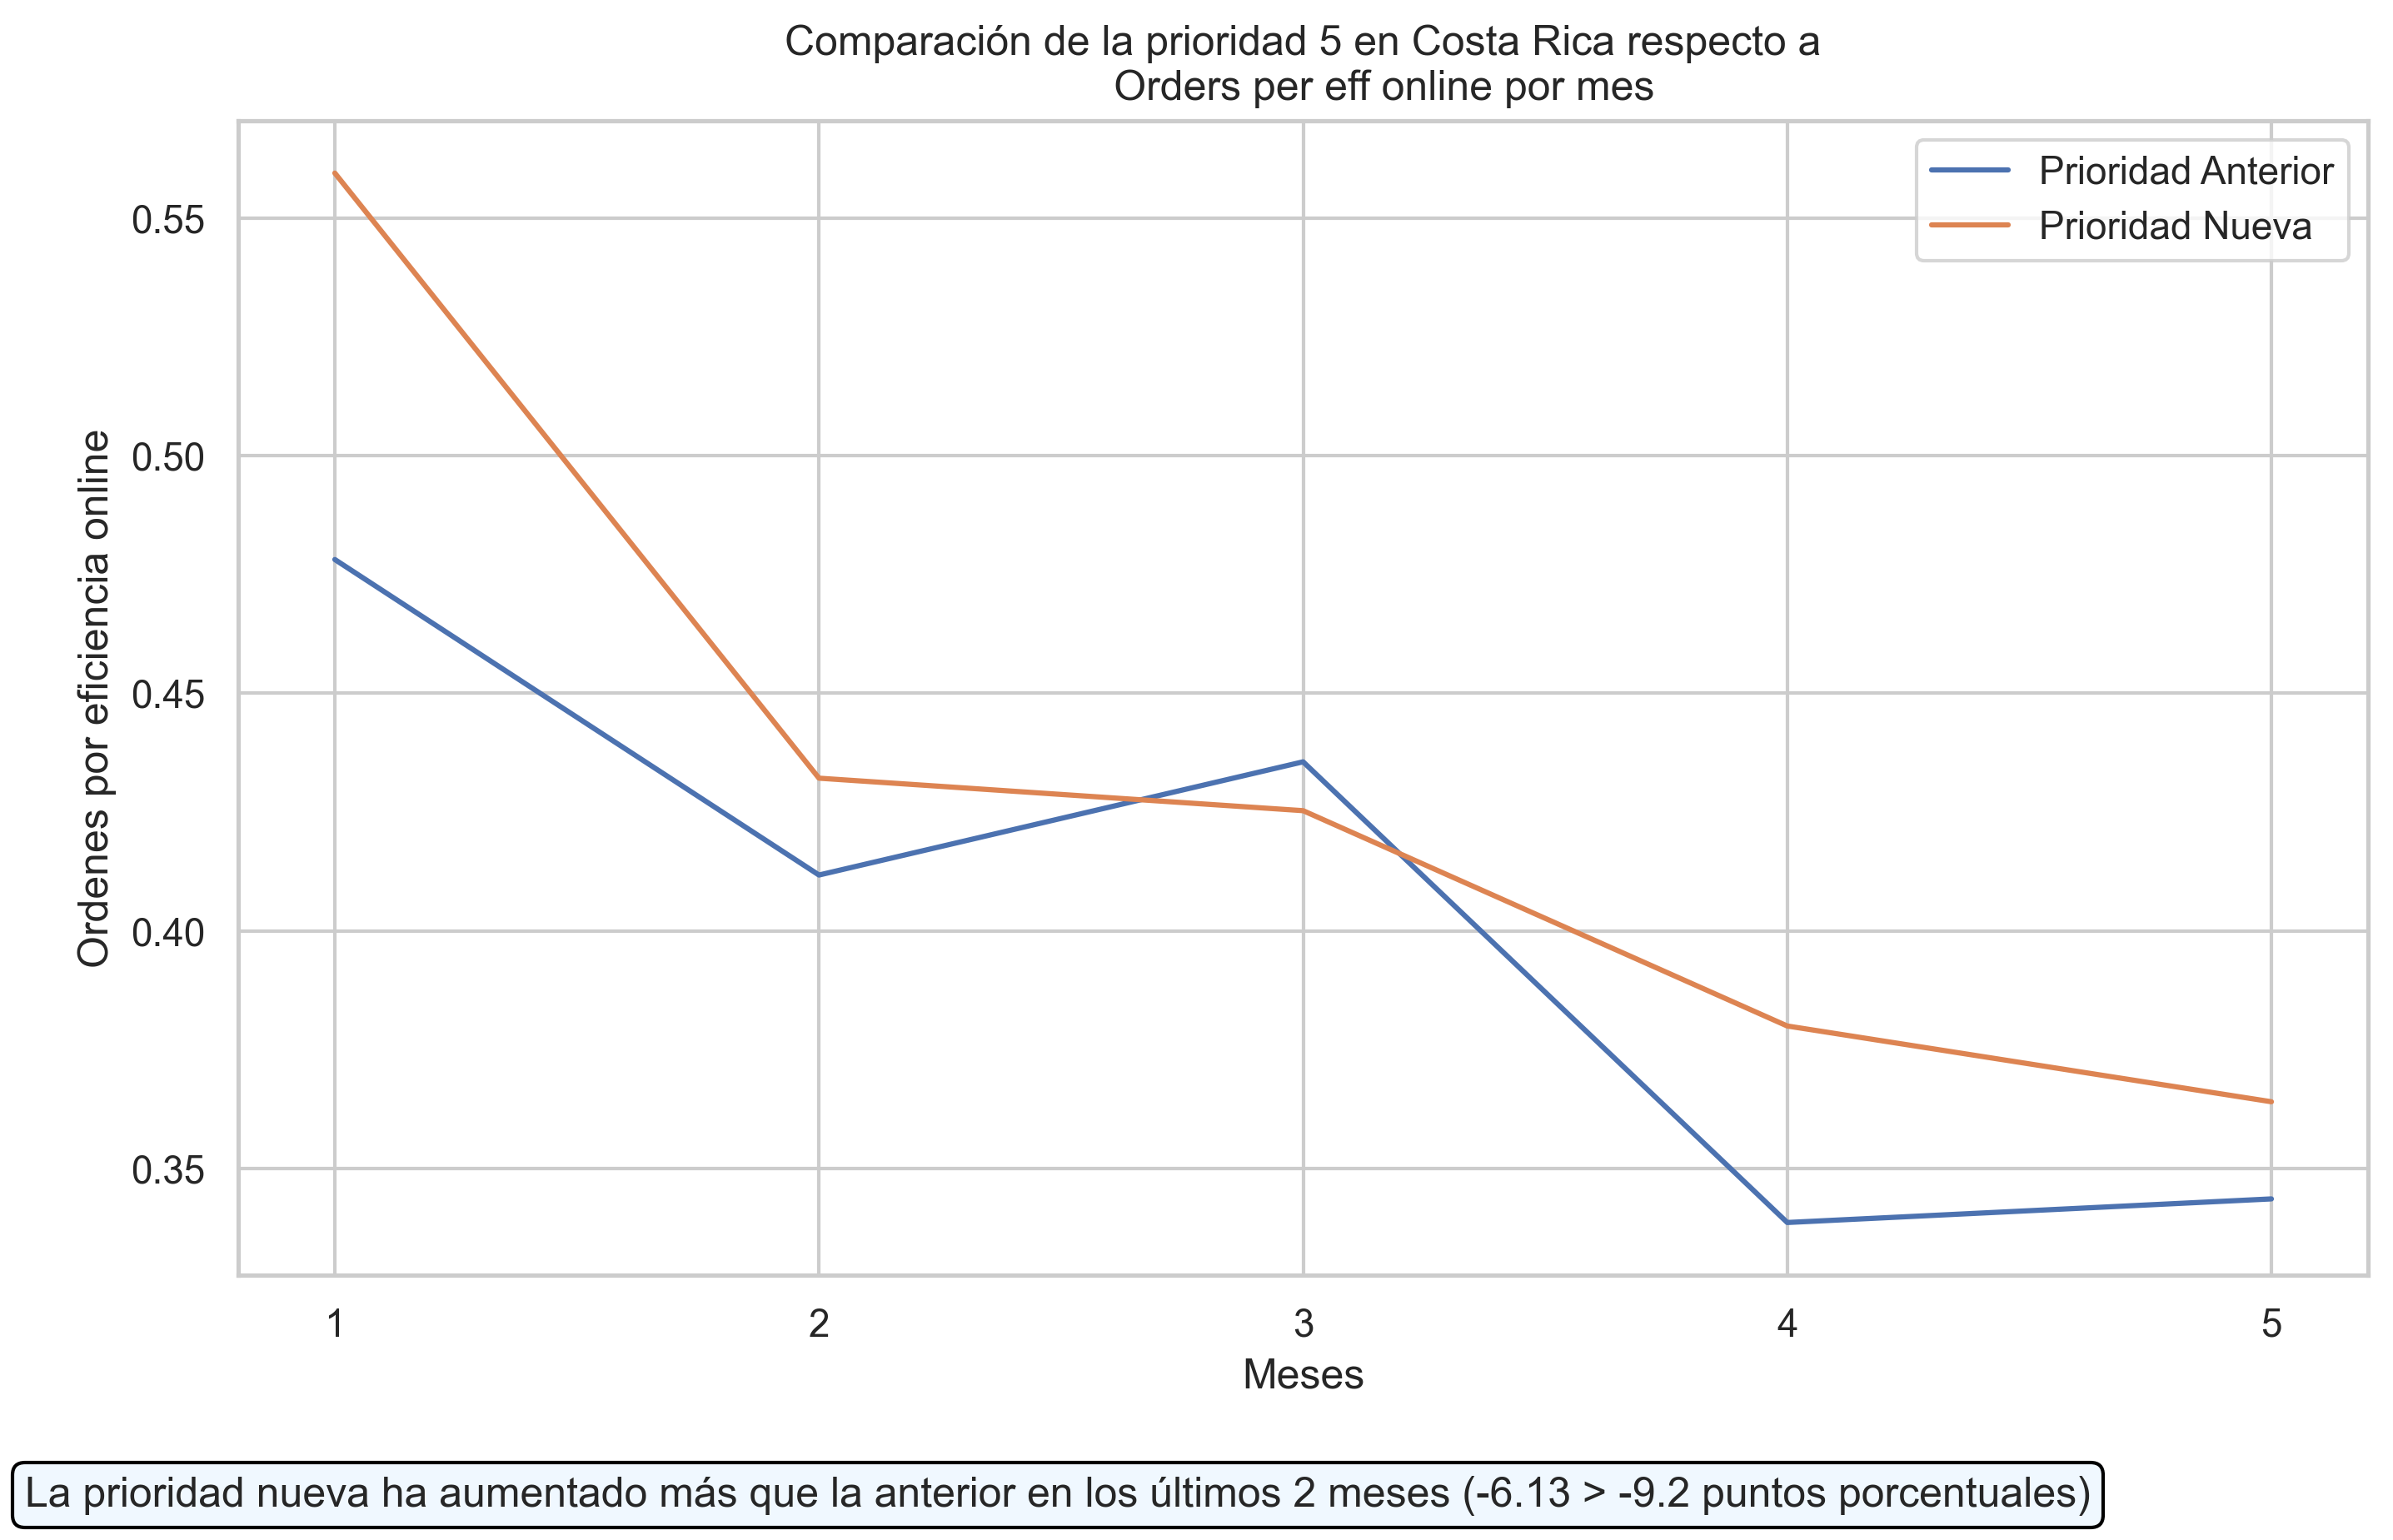 Comparación de la prioridad 5 en Costa Rica respecto a
Orders per eff online por mes
Prioridad Anterior
Prioridad Nueva
Ordenes por eficiencia online
0.55
0.50
0.45
0.40
0.35
1
2
3
4
5
Meses
La prioridad nueva ha aumentado más que la anterior en los últimos 2 meses (-6.13 > -9.2 puntos porcentuales)